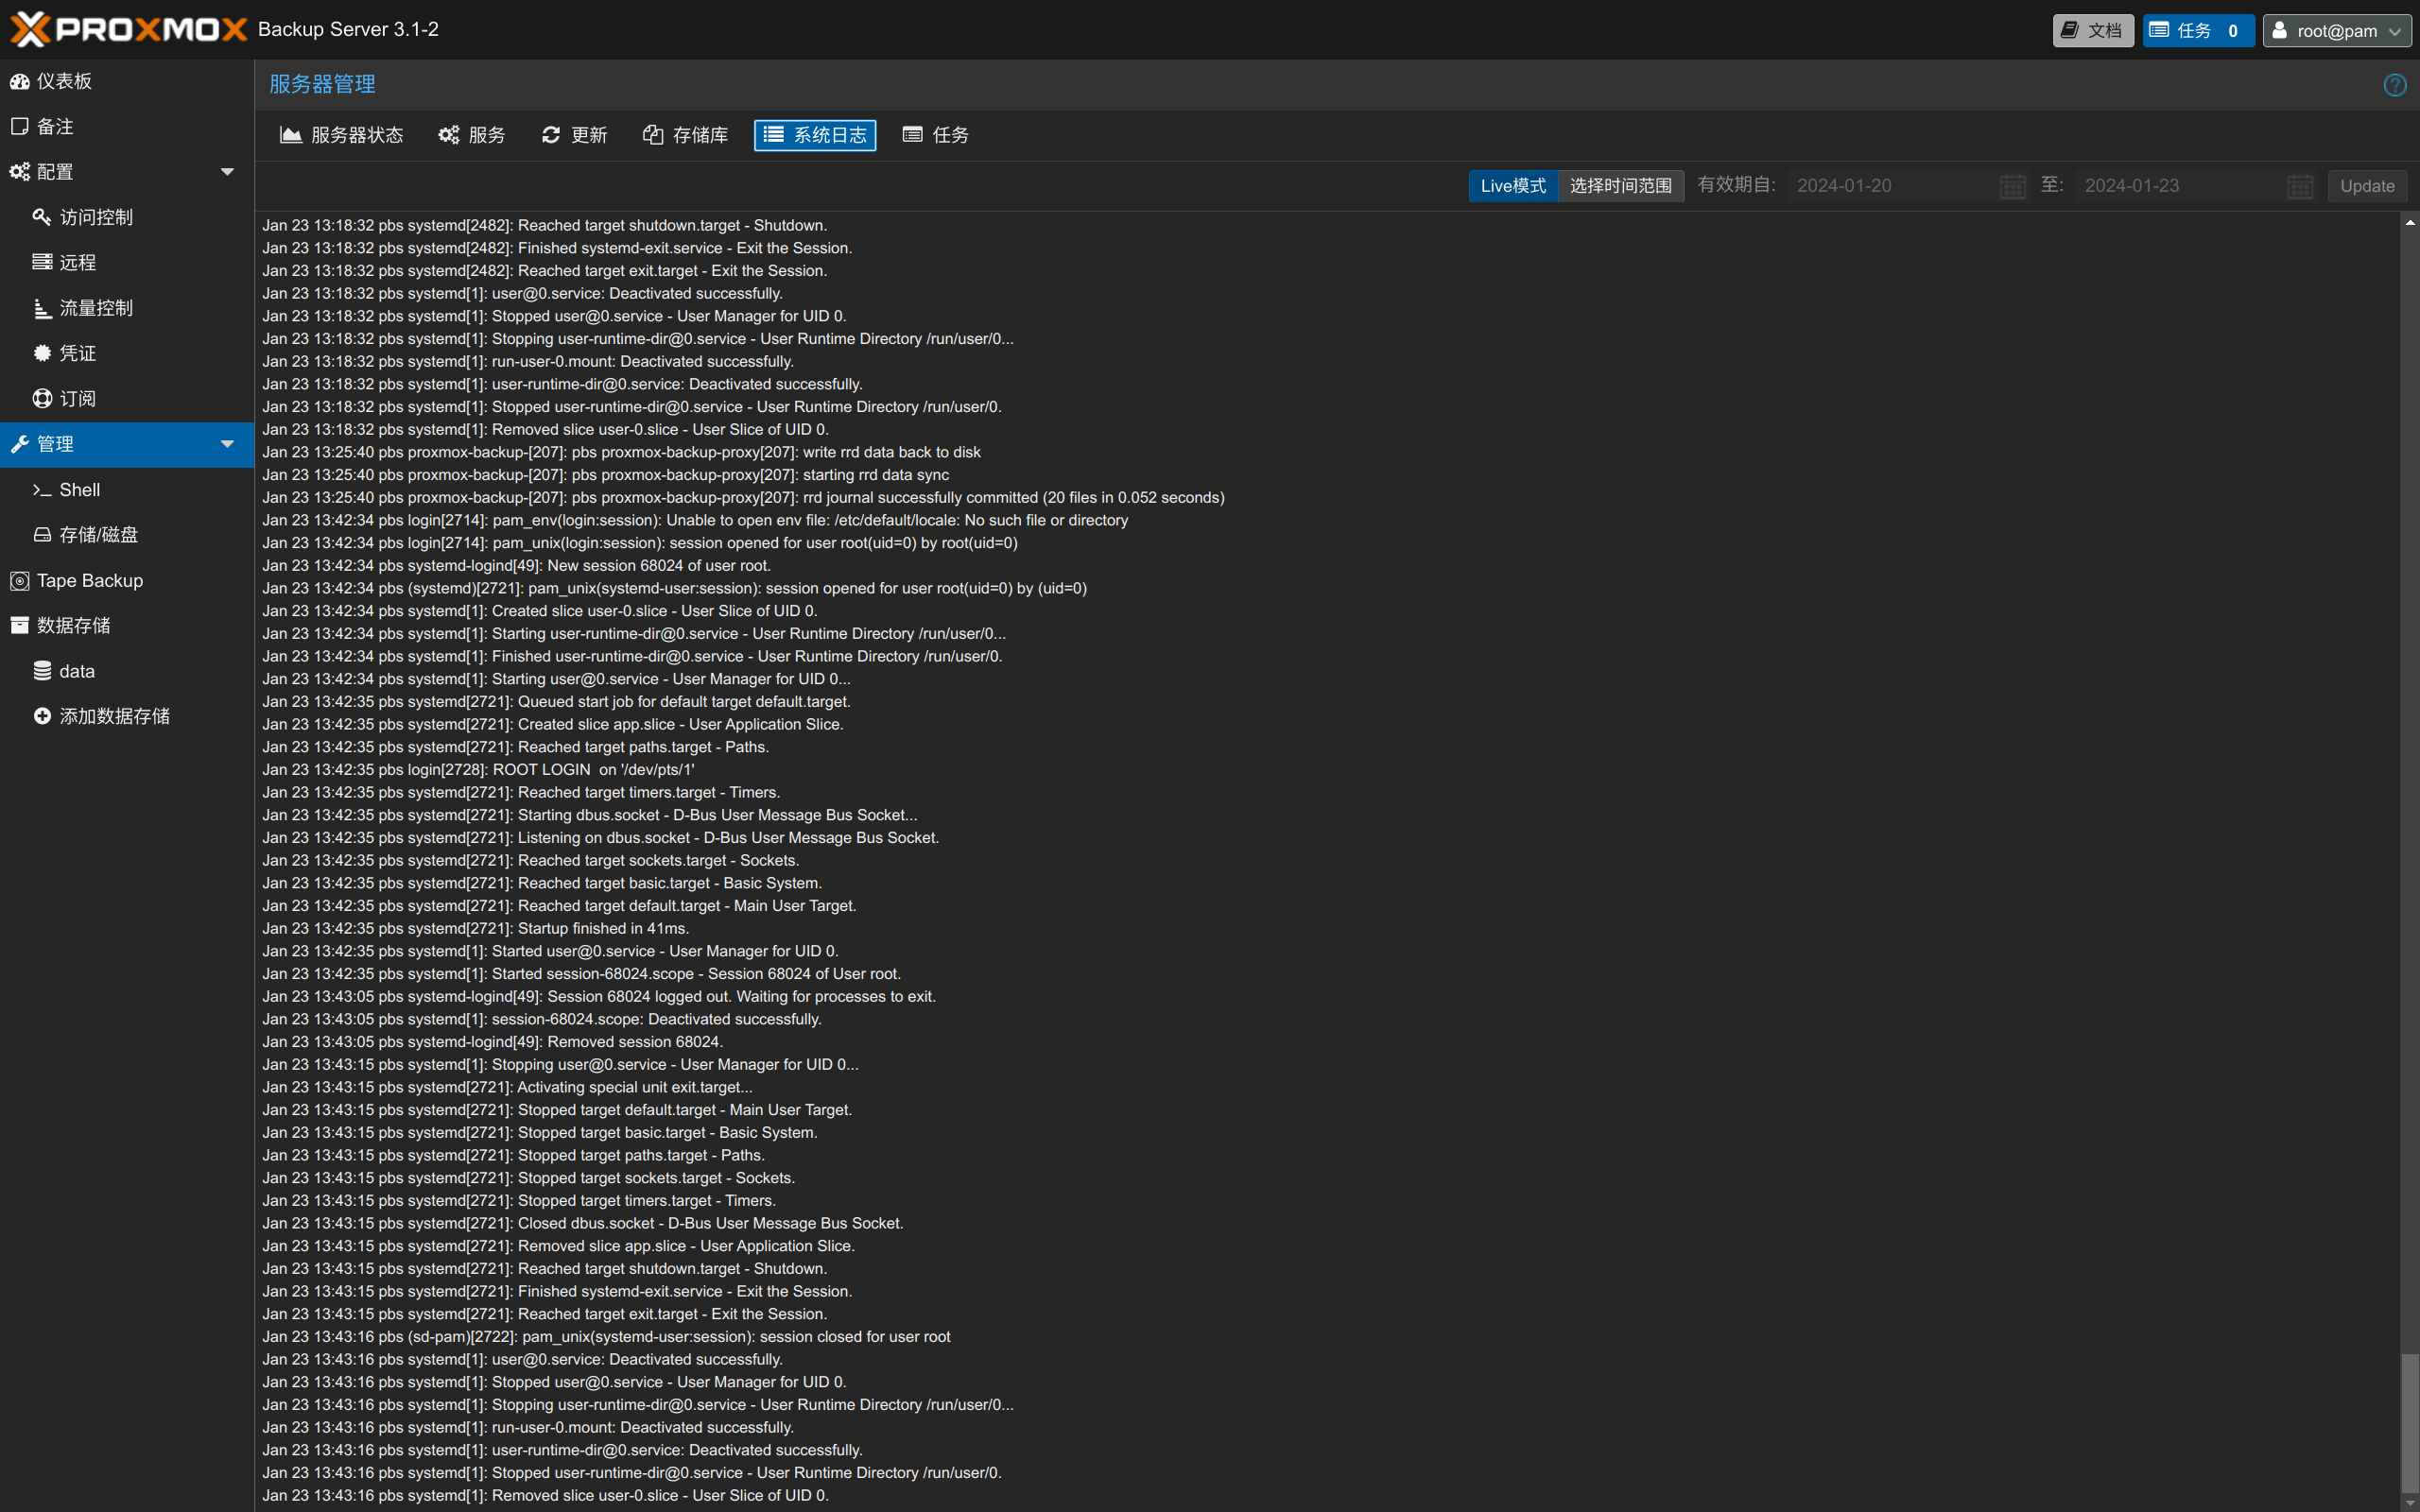 PROXMOX Backup Server 3.1-2
文档
任务 0
root@pam
仪表板
备注
配置
访问控制
远程
流量控制
凭证
订阅
管理
Shell
存储/磁盘
Tape Backup
数据存储
data
添加数据存储
服务器管理
服务器状态 服务 更新 存储库 系统日志 任务
Live模式 选择时间范围 有效期自: 2024-01-20 至: 2024-01-23 Update
Jan 23 13:18:32 pbs systemd[2482]: Reached target shutdown.target - Shutdown.
Jan 23 13:18:32 pbs systemd[2482]: Finished systemd-exit.service - Exit the Session.
Jan 23 13:18:32 pbs systemd[2482]: Reached target exit.target - Exit the Session.
Jan 23 13:18:32 pbs systemd[1]: user@0.service: Deactivated successfully.
Jan 23 13:18:32 pbs systemd[1]: Stopped user@0.service - User Manager for UID 0.
Jan 23 13:18:32 pbs systemd[1]: Stopping user-runtime-dir@0.service - User Runtime Directory /run/user/0...
Jan 23 13:18:32 pbs systemd[1]: run-user-0.mount: Deactivated successfully.
Jan 23 13:18:32 pbs systemd[1]: user-runtime-dir@0.service: Deactivated successfully.
Jan 23 13:18:32 pbs systemd[1]: Stopped user-runtime-dir@0.service - User Runtime Directory /run/user/0.
Jan 23 13:18:32 pbs systemd[1]: Removed slice user-0.slice - User Slice of UID 0.
Jan 23 13:25:40 pbs proxmox-backup-[207]: pbs proxmox-backup-proxy[207]: write rrd data back to disk
Jan 23 13:25:40 pbs proxmox-backup-[207]: pbs proxmox-backup-proxy[207]: starting rrd data sync
Jan 23 13:25:40 pbs proxmox-backup-[207]: pbs proxmox-backup-proxy[207]: rrd journal successfully committed (20 files in 0.052 seconds)
Jan 23 13:42:34 pbs login[2714]: pam_env(login:session): Unable to open env file: /etc/default/locale: No such file or directory
Jan 23 13:42:34 pbs login[2714]: pam_unix(login:session): session opened for user root(uid=0) by root(uid=0)
Jan 23 13:42:34 pbs systemd-logind[49]: New session 68024 of user root.
Jan 23 13:42:34 pbs (systemd)[2721]: pam_unix(systemd-user:session): session opened for user root(uid=0) by (uid=0)
Jan 23 13:42:34 pbs systemd[1]: Created slice user-0.slice - User Slice of UID 0.
Jan 23 13:42:34 pbs systemd[1]: Starting user-runtime-dir@0.service - User Runtime Directory /run/user/0...
Jan 23 13:42:34 pbs systemd[1]: Finished user-runtime-dir@0.service - User Runtime Directory /run/user/0.
Jan 23 13:42:34 pbs systemd[1]: Starting user@0.service - User Manager for UID 0...
Jan 23 13:42:35 pbs systemd[2721]: Queued start job for default target default.target.
Jan 23 13:42:35 pbs systemd[2721]: Created slice app.slice - User Application Slice.
Jan 23 13:42:35 pbs systemd[2721]: Reached target paths.target - Paths.
Jan 23 13:42:35 pbs login[2728]: ROOT LOGIN  on '/dev/pts/1'
Jan 23 13:42:35 pbs systemd[2721]: Reached target timers.target - Timers.
Jan 23 13:42:35 pbs systemd[2721]: Starting dbus.socket - D-Bus User Message Bus Socket...
Jan 23 13:42:35 pbs systemd[2721]: Listening on dbus.socket - D-Bus User Message Bus Socket.
Jan 23 13:42:35 pbs systemd[2721]: Reached target sockets.target - Sockets.
Jan 23 13:42:35 pbs systemd[2721]: Reached target basic.target - Basic System.
Jan 23 13:42:35 pbs systemd[2721]: Reached target default.target - Main User Target.
Jan 23 13:42:35 pbs systemd[2721]: Startup finished in 41ms.
Jan 23 13:42:35 pbs systemd[1]: Started user@0.service - User Manager for UID 0.
Jan 23 13:42:35 pbs systemd[1]: Started session-68024.scope - Session 68024 of User root.
Jan 23 13:43:05 pbs systemd-logind[49]: Session 68024 logged out. Waiting for processes to exit.
Jan 23 13:43:05 pbs systemd[1]: session-68024.scope: Deactivated successfully.
Jan 23 13:43:05 pbs systemd-logind[49]: Removed session 68024.
Jan 23 13:43:15 pbs systemd[1]: Stopping user@0.service - User Manager for UID 0...
Jan 23 13:43:15 pbs systemd[2721]: Activating special unit exit.target...
Jan 23 13:43:15 pbs systemd[2721]: Stopped target default.target - Main User Target.
Jan 23 13:43:15 pbs systemd[2721]: Stopped target basic.target - Basic System.
Jan 23 13:43:15 pbs systemd[2721]: Stopped target paths.target - Paths.
Jan 23 13:43:15 pbs systemd[2721]: Stopped target sockets.target - Sockets.
Jan 23 13:43:15 pbs systemd[2721]: Stopped target timers.target - Timers.
Jan 23 13:43:15 pbs systemd[2721]: Closed dbus.socket - D-Bus User Message Bus Socket.
Jan 23 13:43:15 pbs systemd[2721]: Removed slice app.slice - User Application Slice.
Jan 23 13:43:15 pbs systemd[2721]: Reached target shutdown.target - Shutdown.
Jan 23 13:43:15 pbs systemd[2721]: Finished systemd-exit.service - Exit the Session.
Jan 23 13:43:15 pbs systemd[2721]: Reached target exit.target - Exit the Session.
Jan 23 13:43:16 pbs (sd-pam)[2722]: pam_unix(systemd-user:session): session closed for user root
Jan 23 13:43:16 pbs systemd[1]: user@0.service: Deactivated successfully.
Jan 23 13:43:16 pbs systemd[1]: Stopped user@0.service - User Manager for UID 0.
Jan 23 13:43:16 pbs systemd[1]: Stopping user-runtime-dir@0.service - User Runtime Directory /run/user/0...
Jan 23 13:43:16 pbs systemd[1]: run-user-0.mount: Deactivated successfully.
Jan 23 13:43:16 pbs systemd[1]: user-runtime-dir@0.service: Deactivated successfully.
Jan 23 13:43:16 pbs systemd[1]: Stopped user-runtime-dir@0.service - User Runtime Directory /run/user/0.
Jan 23 13:43:16 pbs systemd[1]: Removed slice user-0.slice - User Slice of UID 0.